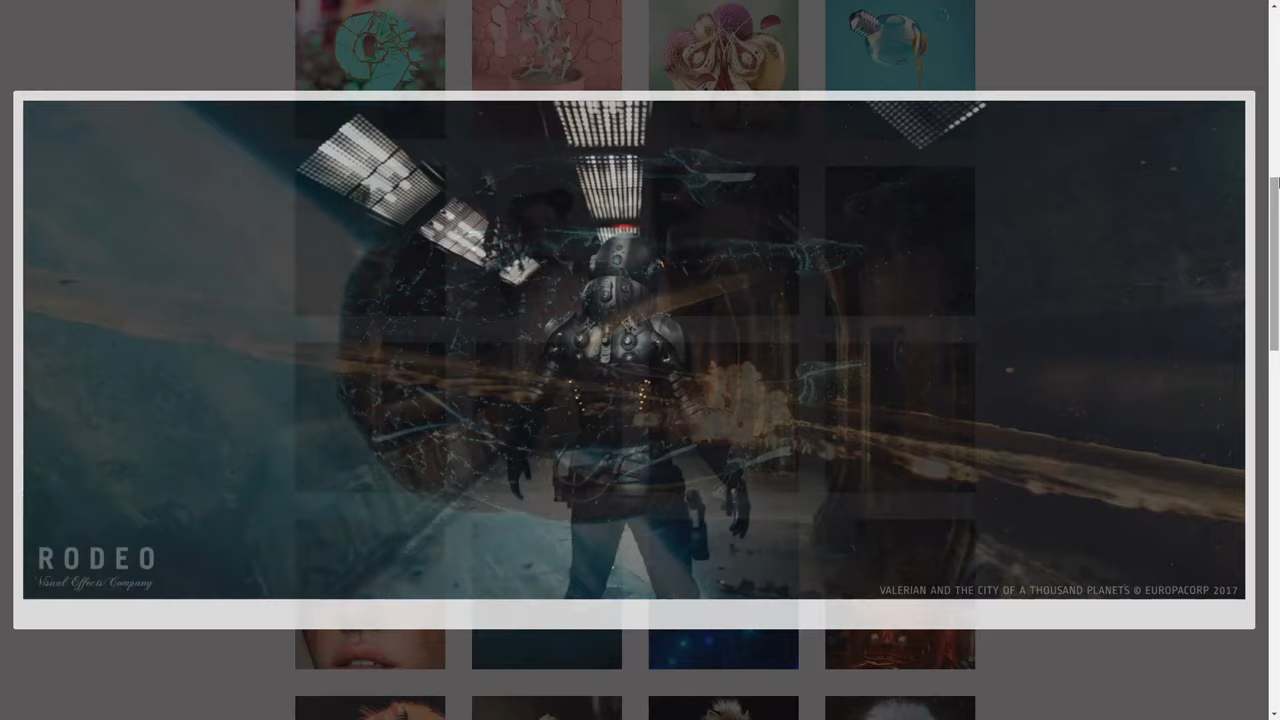 RODEO
Visual Effects Company
VALERIAN AND THE CITY OF A THOUSAND PLANETS © EUROPACORP 2017